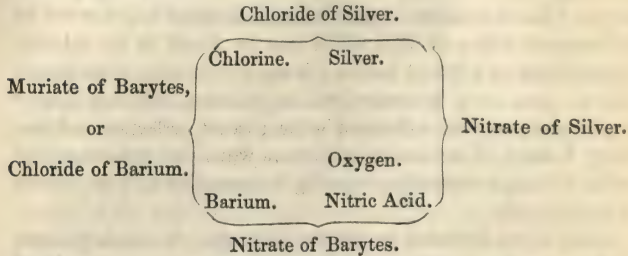 Chloride of Silver.
Chlorine. Silver.
Muriate of Barytes,
or
Nitrate of Silver.
Chloride of Barium.
Oxygen.
Barium. Nitric Acid.
Nitrate of Barytes.